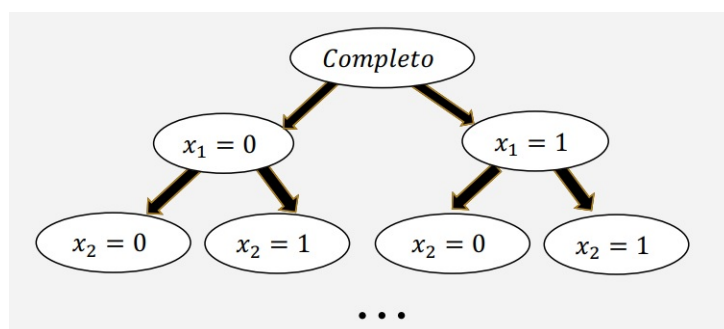 Completo
x₁ = 0
x₁ = 1
x₂ = 0
x₂ = 1
x₂ = 0
x₂ = 1
...